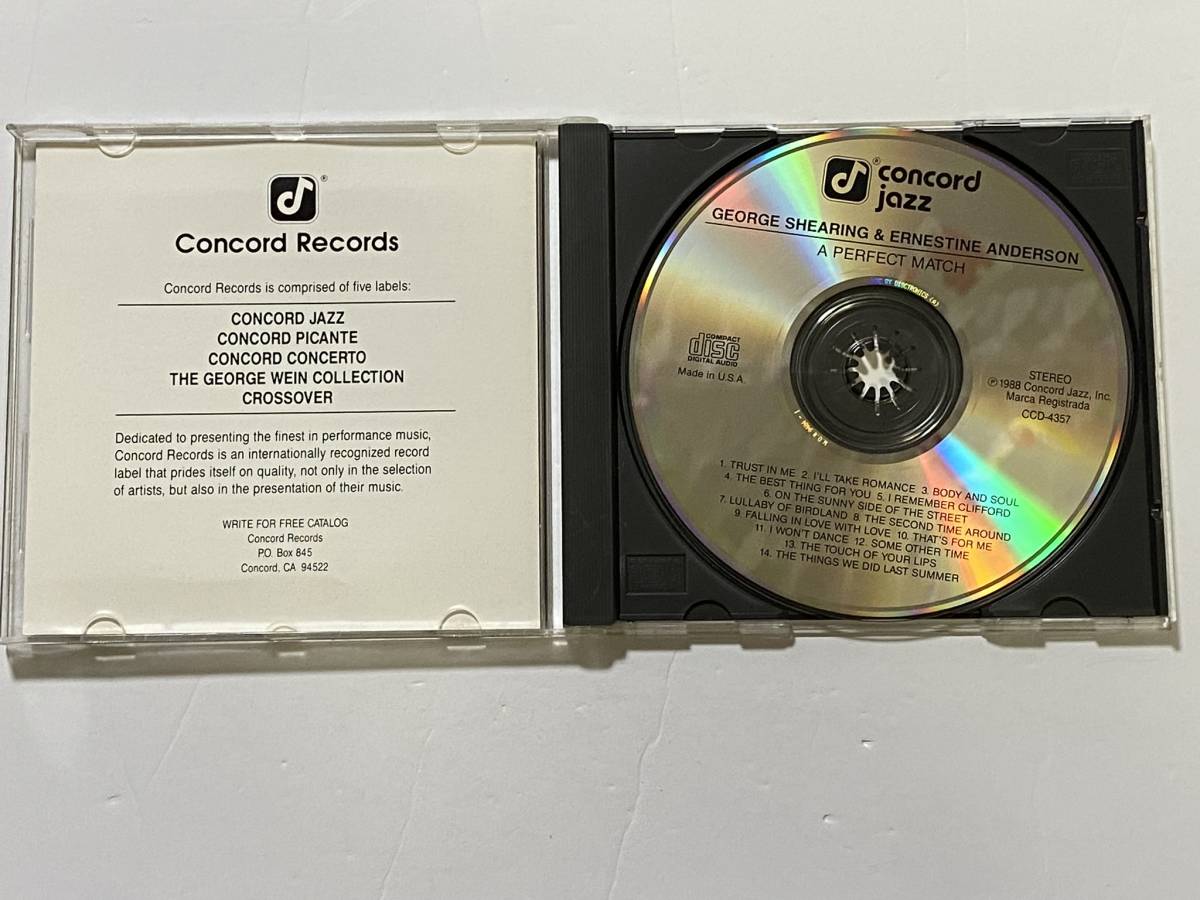 ®
Concord Records
Concord Records is comprised of five labels:
CONCORD JAZZ
CONCORD PICANTE
CONCORD CONCERTO
THE GEORGE WEIN COLLECTION
CROSSOVER
Dedicated to presenting the finest in performance music,
Concord Records is an internationally recognized record
label that prides itself on quality, not only in the selection
of artists, but also in the presentation of their music.
WRITE FOR FREE CATALOG
Concord Records
P.O. Box 845
Concord, CA 94522
® concord
jazz
GEORGE SHEARING & ERNESTINE ANDERSON
A PERFECT MATCH
COMPACT
disc
DIGITAL AUDIO
Made in U.S.A.
STEREO
℗1988 Concord Jazz, Inc.
Marca Registrada
CCD-4357
1. TRUST IN ME 2. I'LL TAKE ROMANCE 3. BODY AND SOUL
4. THE BEST THING FOR YOU 5. I REMEMBER CLIFFORD
6. ON THE SUNNY SIDE OF THE STREET
7. LULLABY OF BIRDLAND 8. THE SECOND TIME AROUND
9. FALLING IN LOVE WITH LOVE 10. THAT'S FOR ME
11. I WON'T DANCE 12. SOME OTHER TIME
13. THE TOUCH OF YOUR LIPS
14. THE THINGS WE DID LAST SUMMER